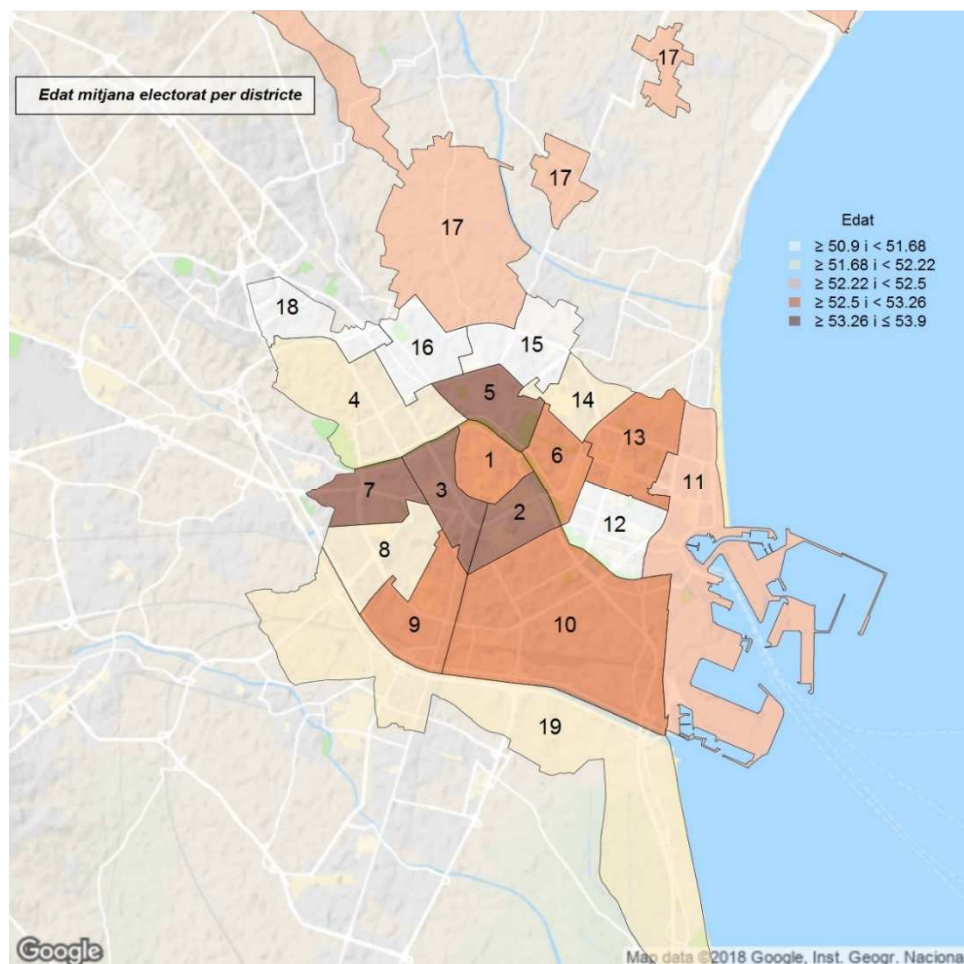 17
Edat mitjana electorat per districte
17
17
Edat
≥ 50.9 i < 51.68
≥ 51.68 i < 52.22
≥ 52.22 i < 52.5
≥ 52.5 i < 53.26
≥ 53.26 i ≤ 53.9
18
16
15
4
5
14
13
1
6
11
7
3
2
12
8
9
10
19
Google
Map data ©2018 Google, Inst. Geogr. Naciona